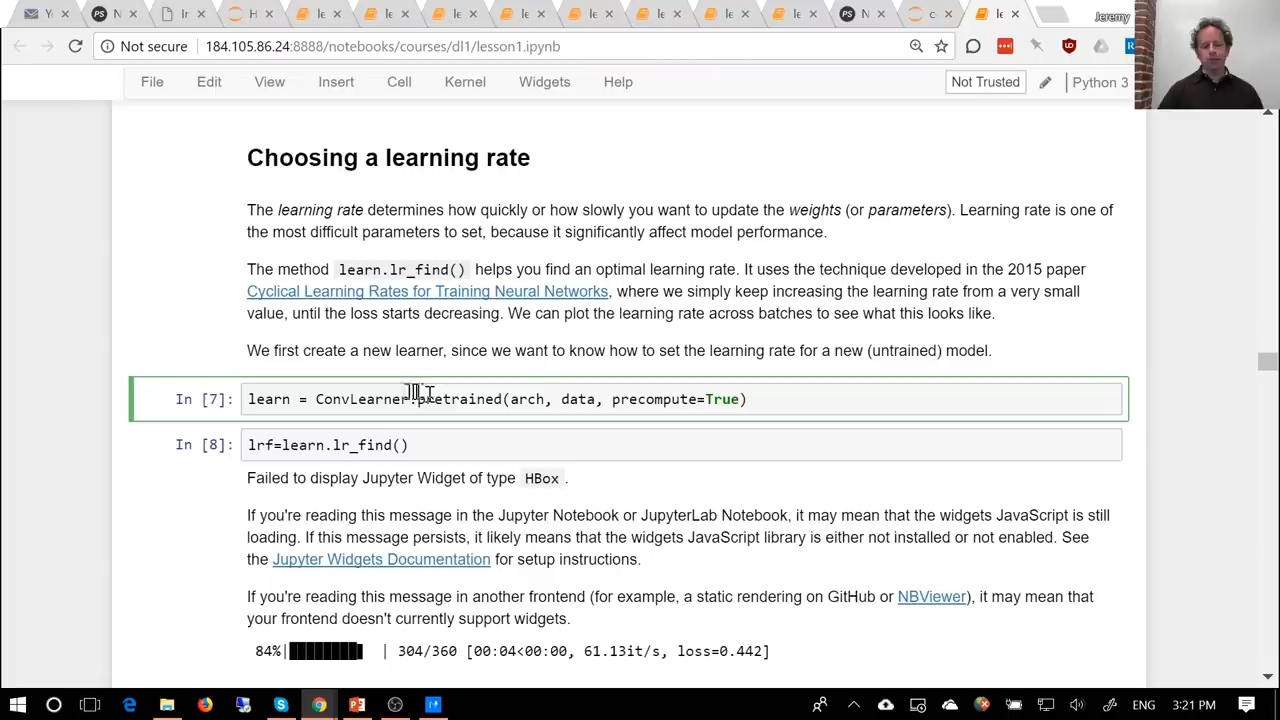 Yo
PS N
In
H
le
le
le
le
le
le
le
le
PS N
c
le
Jeremy
Not secure 184.105.86.24:8888/notebooks/courses/dl1/lesson1.ipynb
File Edit View Insert Cell Kernel Widgets Help Not Trusted Python 3
Choosing a learning rate
The learning rate determines how quickly or how slowly you want to update the weights (or parameters). Learning rate is one of
the most difficult parameters to set, because it significantly affect model performance.
The method learn.lr_find() helps you find an optimal learning rate. It uses the technique developed in the 2015 paper
Cyclical Learning Rates for Training Neural Networks, where we simply keep increasing the learning rate from a very small
value, until the loss starts decreasing. We can plot the learning rate across batches to see what this looks like.
We first create a new learner, since we want to know how to set the learning rate for a new (untrained) model.
In [7]: learn = ConvLearner.pretrained(arch, data, precompute=True)
In [8]: lrf=learn.lr_find()
Failed to display Jupyter Widget of type HBox.
If you're reading this message in the Jupyter Notebook or JupyterLab Notebook, it may mean that the widgets JavaScript is still
loading. If this message persists, it likely means that the widgets JavaScript library is either not installed or not enabled. See
the Jupyter Widgets Documentation for setup instructions.
If you're reading this message in another frontend (for example, a static rendering on GitHub or NBViewer), it may mean that
your frontend doesn't currently support widgets.
84%|████████▍ | 304/360 [00:04<00:00, 61.13it/s, loss=0.442]
ENG 3:21 PM